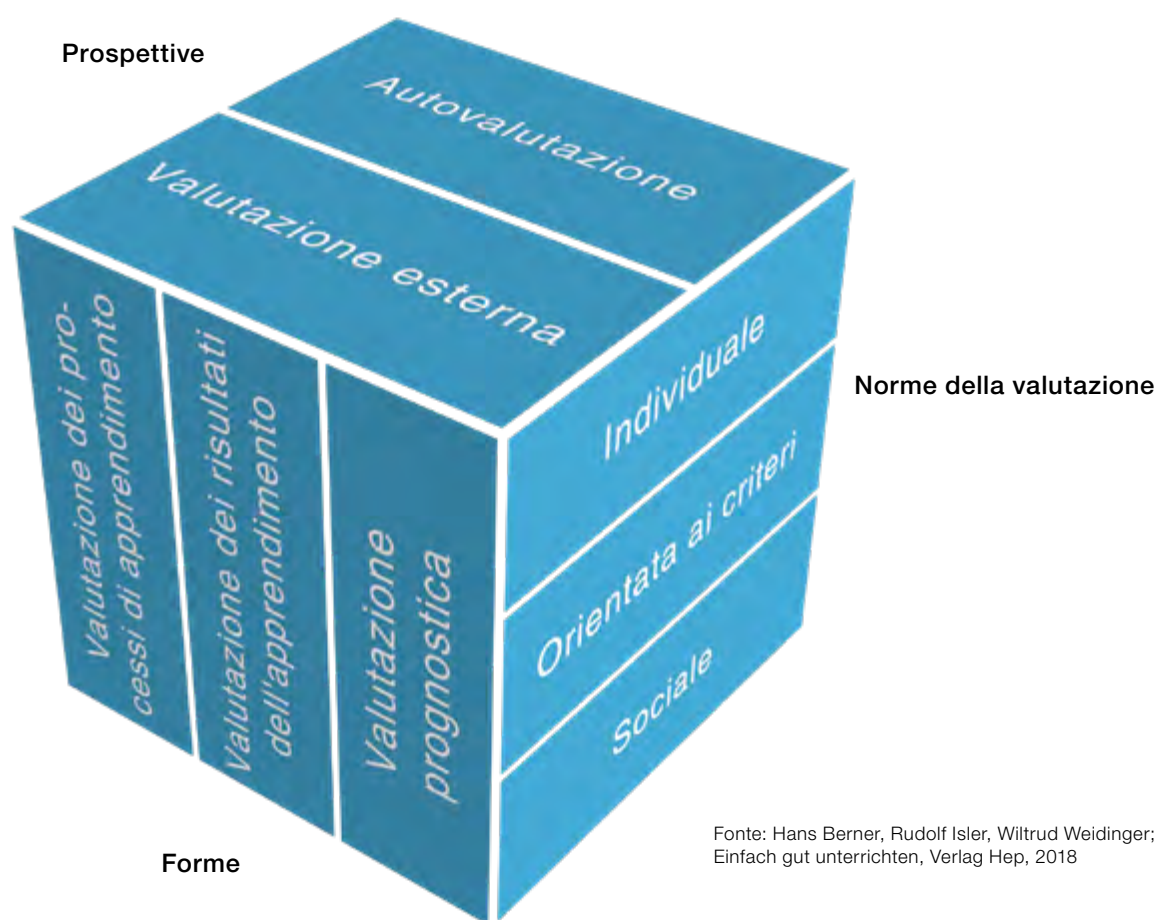 Prospettive
Autovalutazione
Valutazione esterna
Valutazione dei pro-
cessi di apprendimento
Valutazione dei risultati
dell'apprendimento
Valutazione
prognostica
Individuale
Orientata ai criteri
Sociale
Norme della valutazione
Forme
Fonte: Hans Berner, Rudolf Isler, Wiltrud Weidinger;
Einfach gut unterrichten, Verlag Hep, 2018